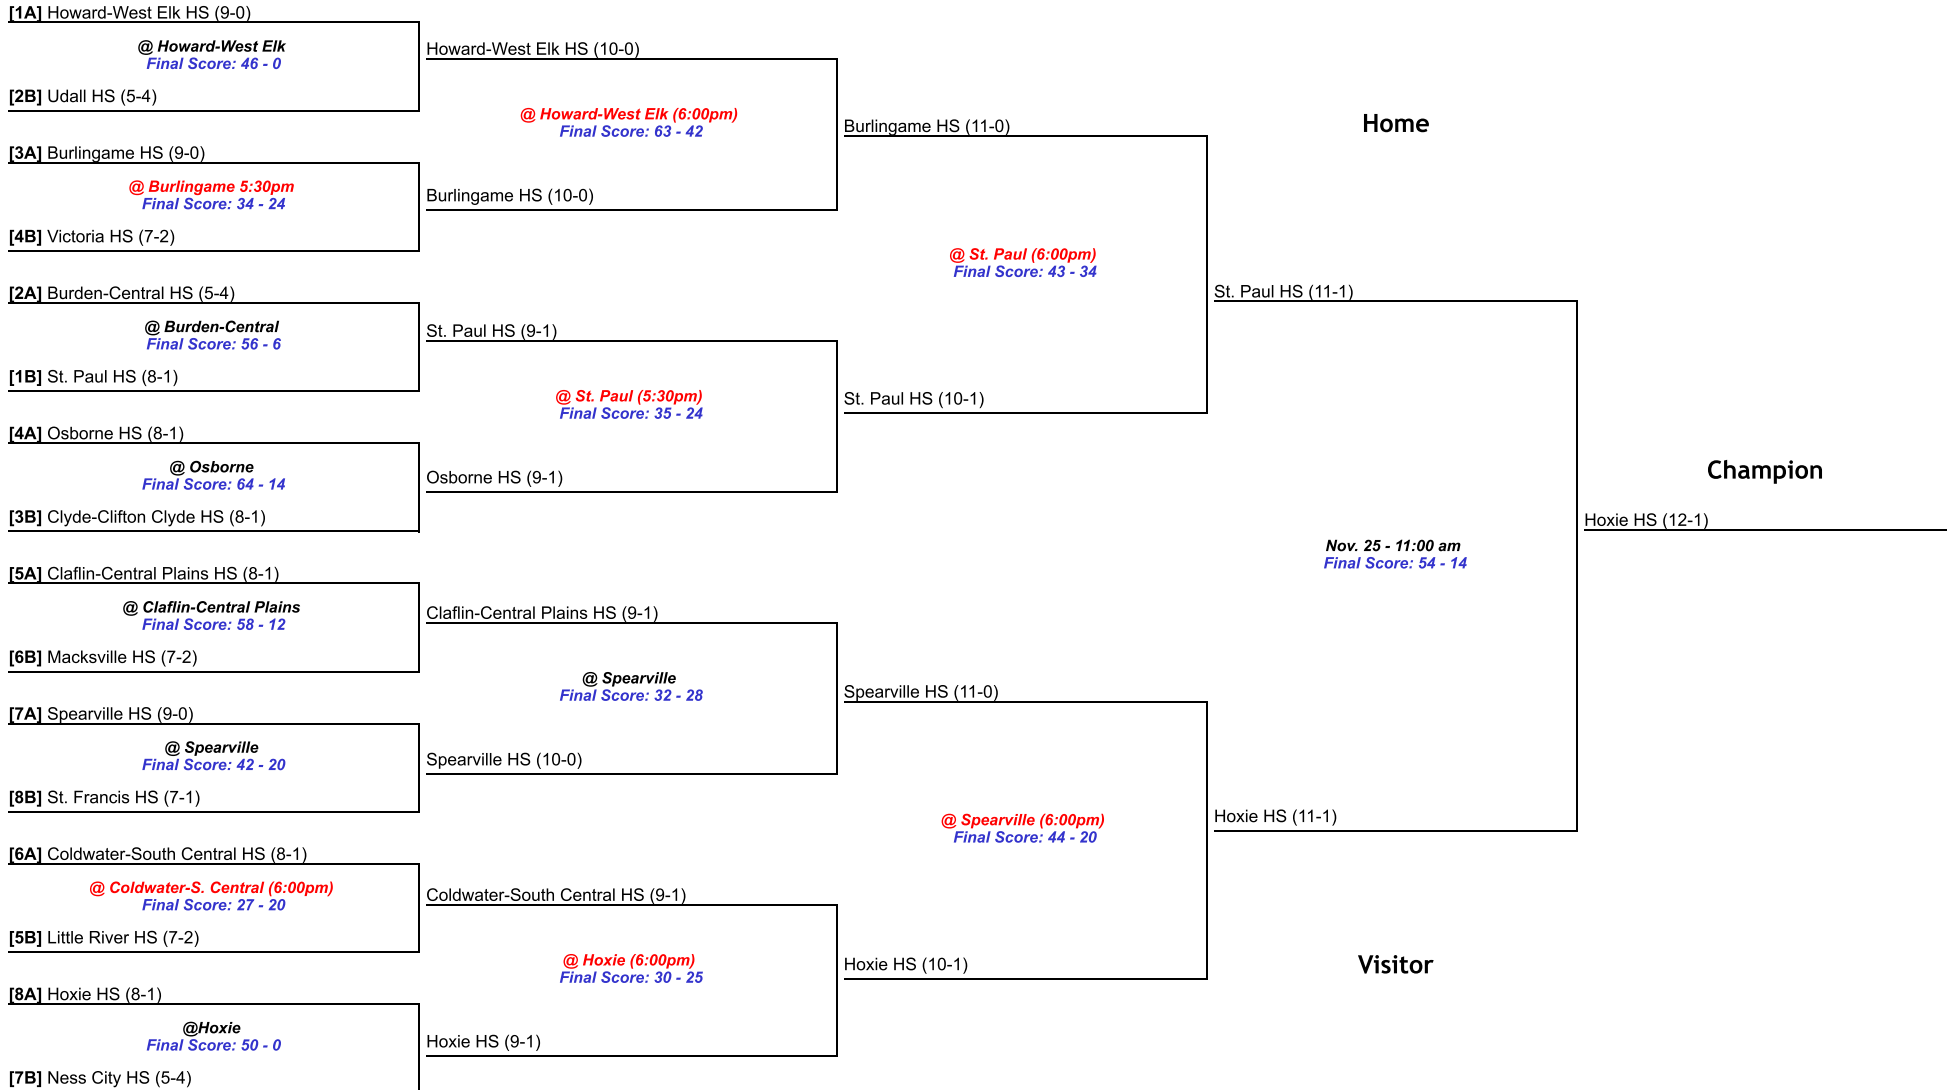 [1A] Howard-West Elk HS (9-0)
@ Howard-West Elk
Final Score: 46 - 0
[2B] Udall HS (5-4)
[3A] Burlingame HS (9-0)
@ Burlingame 5:30pm
Final Score: 34 - 24
[4B] Victoria HS (7-2)
[2A] Burden-Central HS (5-4)
@ Burden-Central
Final Score: 56 - 6
[1B] St. Paul HS (8-1)
[4A] Osborne HS (8-1)
@ Osborne
Final Score: 64 - 14
[3B] Clyde-Clifton Clyde HS (8-1)
[5A] Claflin-Central Plains HS (8-1)
@ Claflin-Central Plains
Final Score: 58 - 12
[6B] Macksville HS (7-2)
[7A] Spearville HS (9-0)
@ Spearville
Final Score: 42 - 20
[8B] St. Francis HS (7-1)
[6A] Coldwater-South Central HS (8-1)
@ Coldwater-S. Central (6:00pm)
Final Score: 27 - 20
[5B] Little River HS (7-2)
[8A] Hoxie HS (8-1)
@Hoxie
Final Score: 50 - 0
[7B] Ness City HS (5-4)
Howard-West Elk HS (10-0)
@ Howard-West Elk (6:00pm)
Final Score: 63 - 42
Burlingame HS (10-0)
St. Paul HS (9-1)
@ St. Paul (5:30pm)
Final Score: 35 - 24
Osborne HS (9-1)
Claflin-Central Plains HS (9-1)
@ Spearville
Final Score: 32 - 28
Spearville HS (10-0)
Coldwater-South Central HS (9-1)
@ Hoxie (6:00pm)
Final Score: 30 - 25
Hoxie HS (9-1)
Burlingame HS (11-0)
@ St. Paul (6:00pm)
Final Score: 43 - 34
St. Paul HS (10-1)
Spearville HS (11-0)
@ Spearville (6:00pm)
Final Score: 44 - 20
Hoxie HS (10-1)
Home
St. Paul HS (11-1)
Nov. 25 - 11:00 am
Final Score: 54 - 14
Hoxie HS (11-1)
Visitor
Champion
Hoxie HS (12-1)